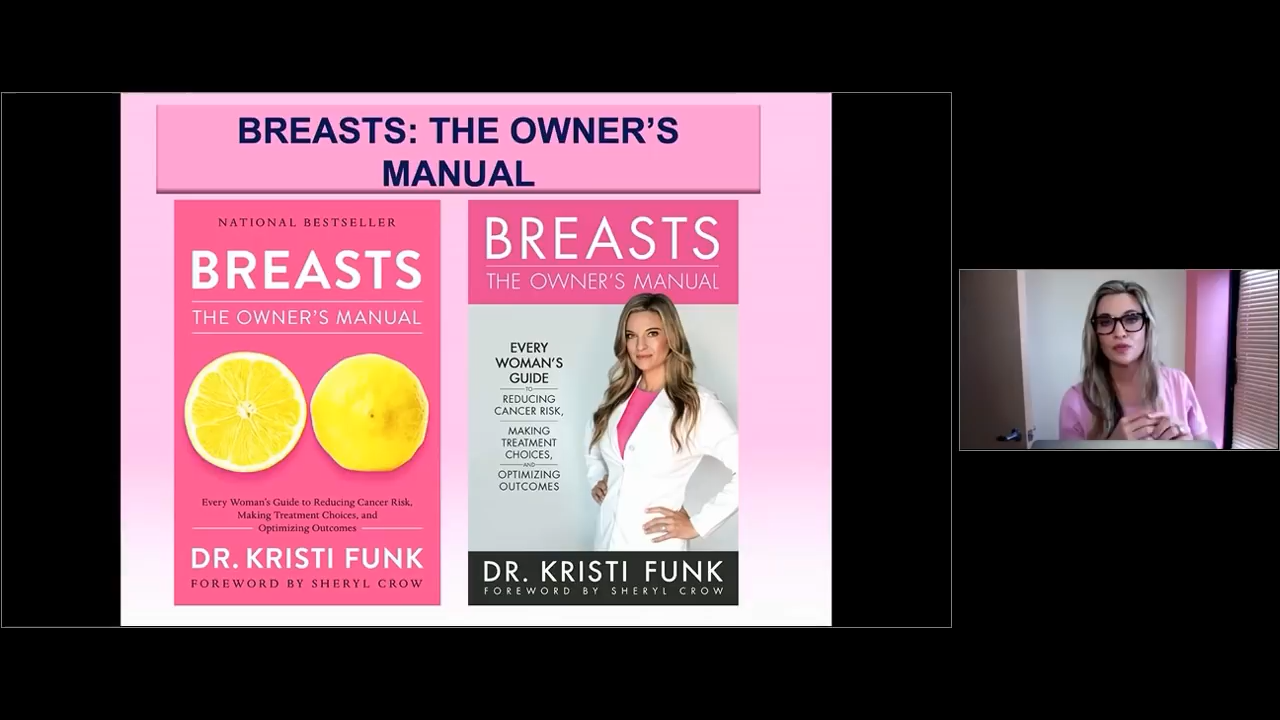 BREASTS: THE OWNER'S
MANUAL
NATIONAL BESTSELLER
BREASTS
THE OWNER'S MANUAL
Every Woman's Guide to Reducing Cancer Risk,
Making Treatment Choices, and
Optimizing Outcomes
DR. KRISTI FUNK
FOREWORD BY SHERYL CROW
BREASTS
THE OWNER'S MANUAL
EVERY
WOMAN'S
GUIDE
TO
REDUCING
CANCER RISK,
MAKING
TREATMENT
CHOICES,
AND
OPTIMIZING
OUTCOMES
DR. KRISTI FUNK
FOREWORD BY SHERYL CROW